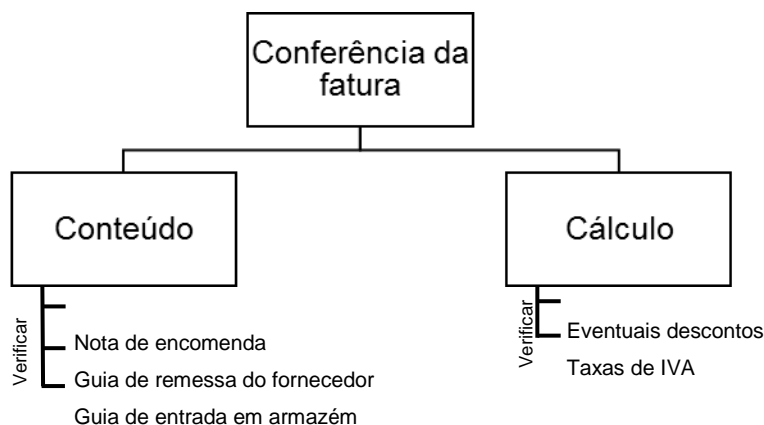 Conferência da
fatura
Conteúdo
Cálculo
Verificar
Nota de encomenda
Guia de remessa do fornecedor
Guia de entrada em armazém
Verificar
Eventuais descontos
Taxas de IVA